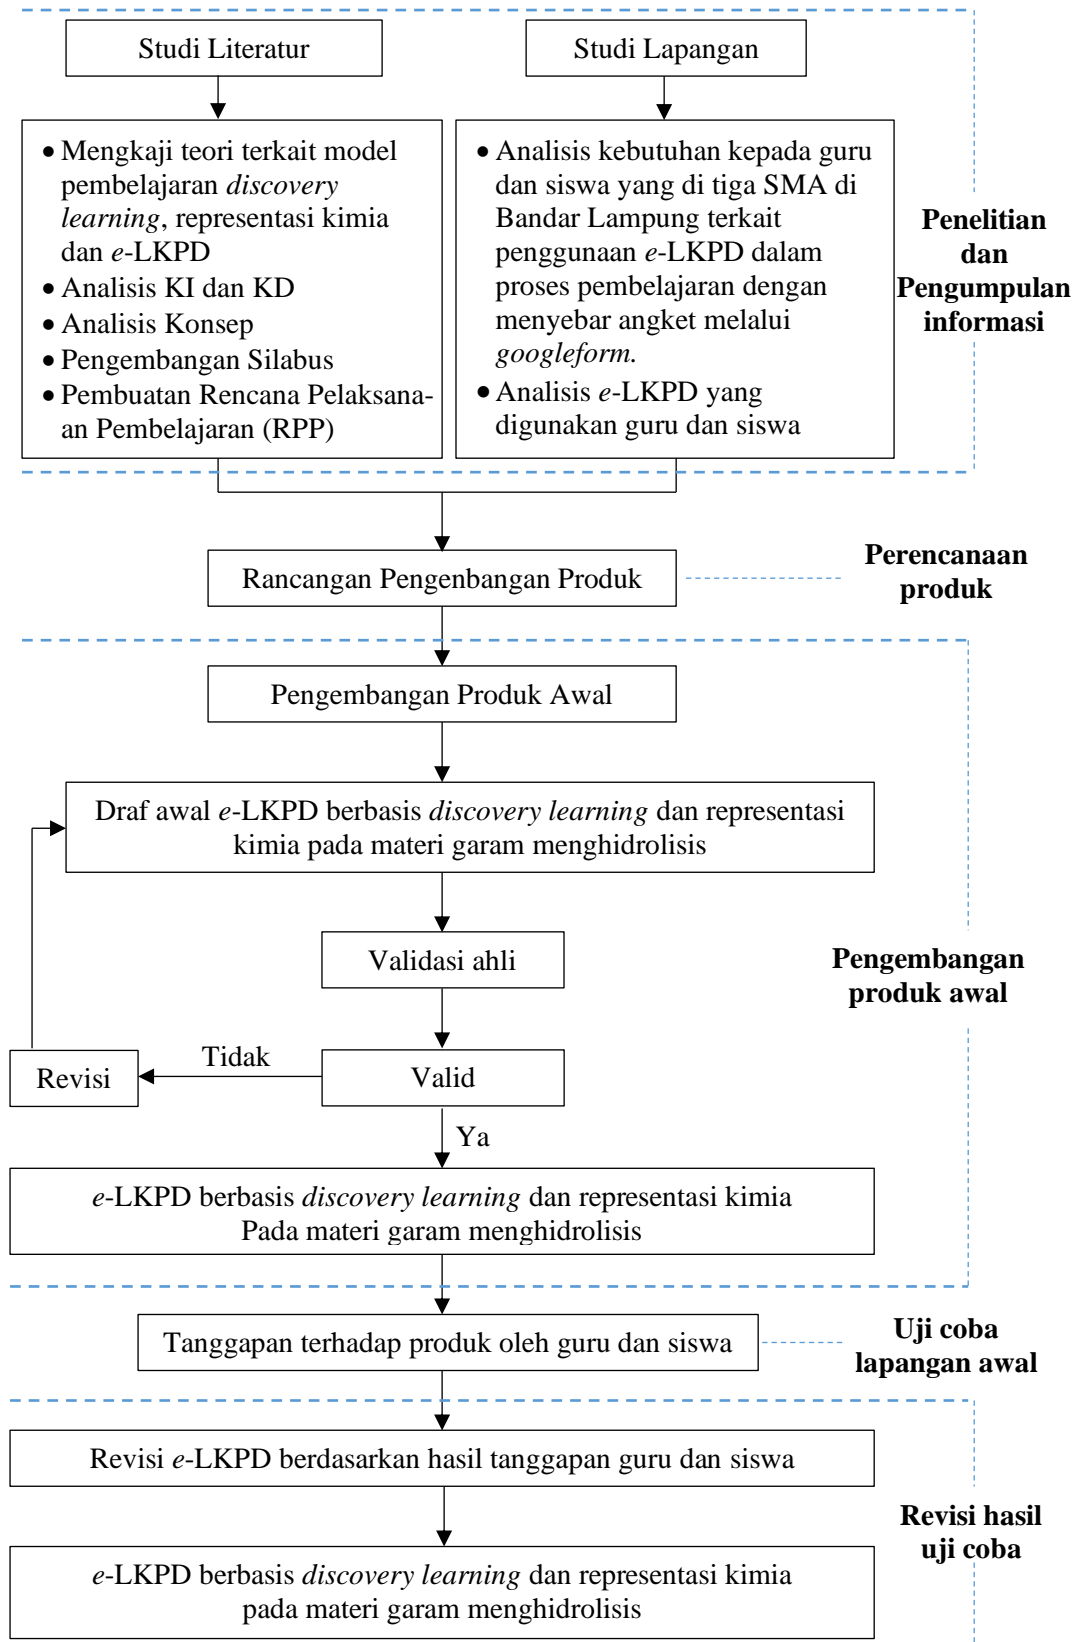 Studi Literatur
Studi Lapangan
• Mengkaji teori terkait model
pembelajaran discovery
learning, representasi kimia
dan e-LKPD
• Analisis KI dan KD
• Analisis Konsep
• Pengembangan Silabus
• Pembuatan Rencana Pelaksana-
an Pembelajaran (RPP)
• Analisis kebutuhan kepada guru
dan siswa yang di tiga SMA di
Bandar Lampung terkait
penggunaan e-LKPD dalam
proses pembelajaran dengan
menyebar angket melalui
googleform.
• Analisis e-LKPD yang
digunakan guru dan siswa
Penelitian
dan
Pengumpulan
informasi
Rancangan Pengenbangan Produk
Perencanaan
produk
Pengembangan Produk Awal
Draf awal e-LKPD berbasis discovery learning dan representasi
kimia pada materi garam menghidrolisis
Validasi ahli
Pengembangan
produk awal
Revisi
Tidak
Valid
Ya
e-LKPD berbasis discovery learning dan representasi kimia
Pada materi garam menghidrolisis
Tanggapan terhadap produk oleh guru dan siswa
Uji coba
lapangan awal
Revisi e-LKPD berdasarkan hasil tanggapan guru dan siswa
Revisi hasil
uji coba
e-LKPD berbasis discovery learning dan representasi kimia
pada materi garam menghidrolisis